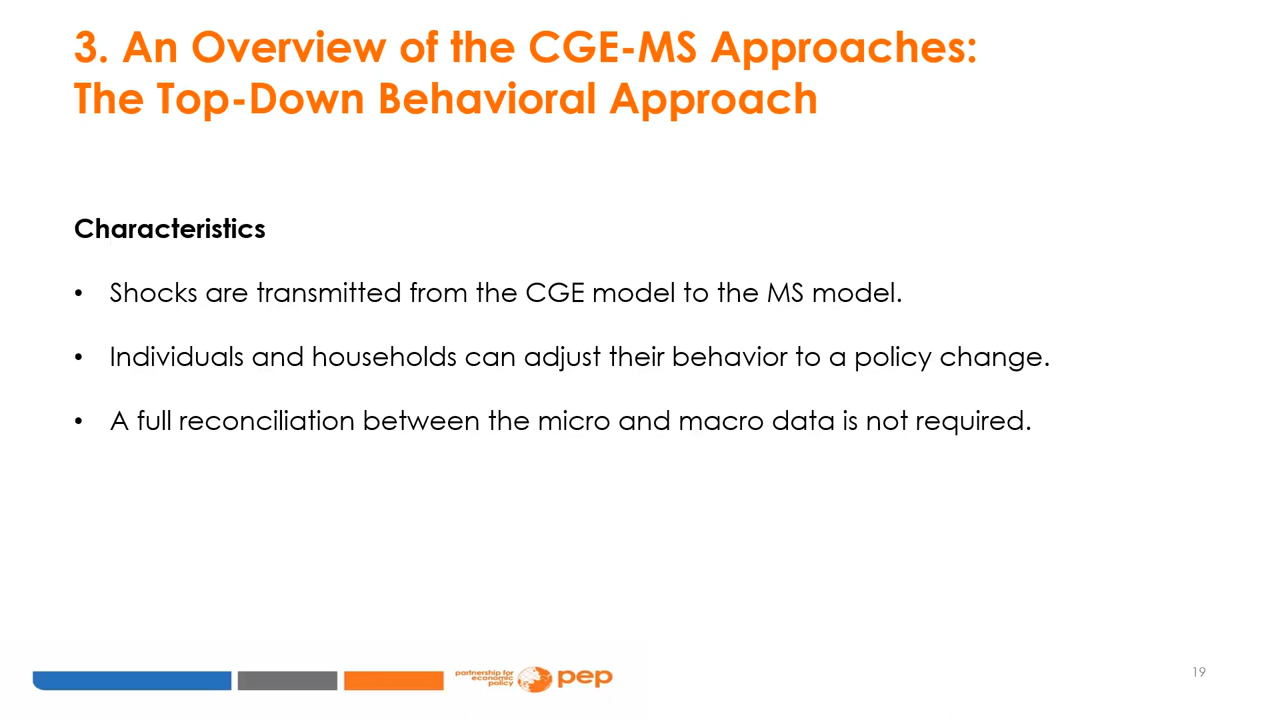 3. An Overview of the CGE-MS Approaches:
The Top-Down Behavioral Approach
Characteristics
• Shocks are transmitted from the CGE model to the MS model.
• Individuals and households can adjust their behavior to a policy change.
• A full reconciliation between the micro and macro data is not required.
partnership for
economic
policy
pep
19